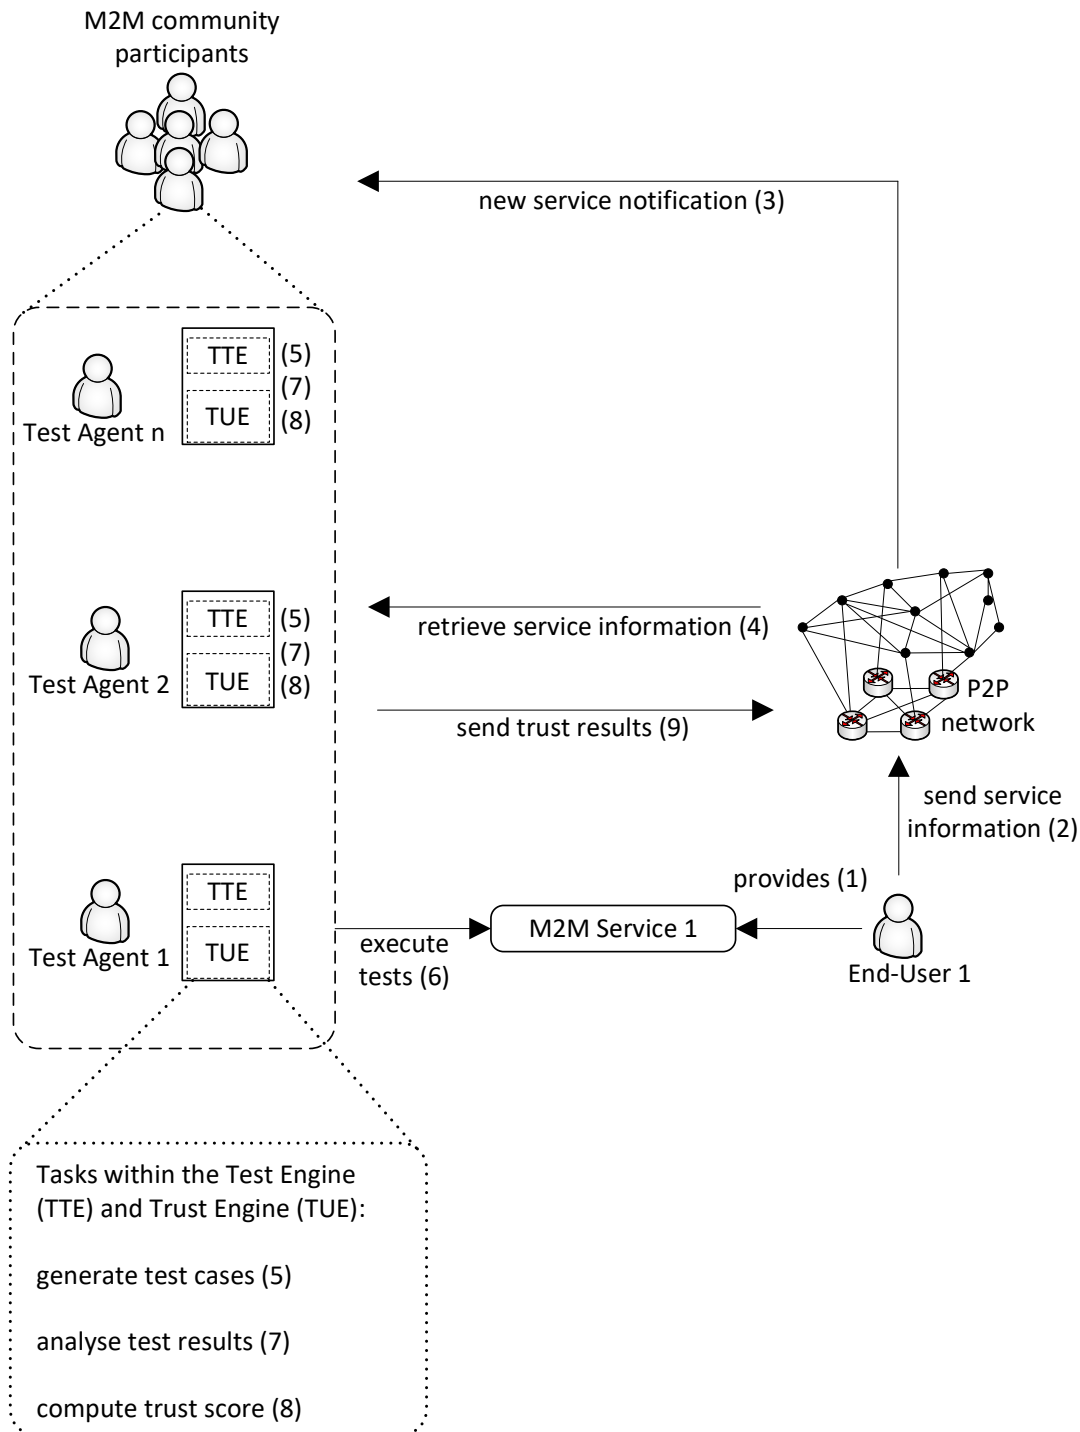 M2M community
participants
new service notification (3)
TTE
(5)
(7)
TUE
(8)
Test Agent n
TTE
(5)
retrieve service information (4)
(7)
TUE
(8)
Test Agent 2
P2P
network
send trust results (9)
send service
information (2)
provides (1)
TTE
TUE
Test Agent 1
execute
tests (6)
M2M Service 1
End-User 1
Tasks within the Test Engine
(TTE) and Trust Engine (TUE):
generate test cases (5)
analyse test results (7)
compute trust score (8)